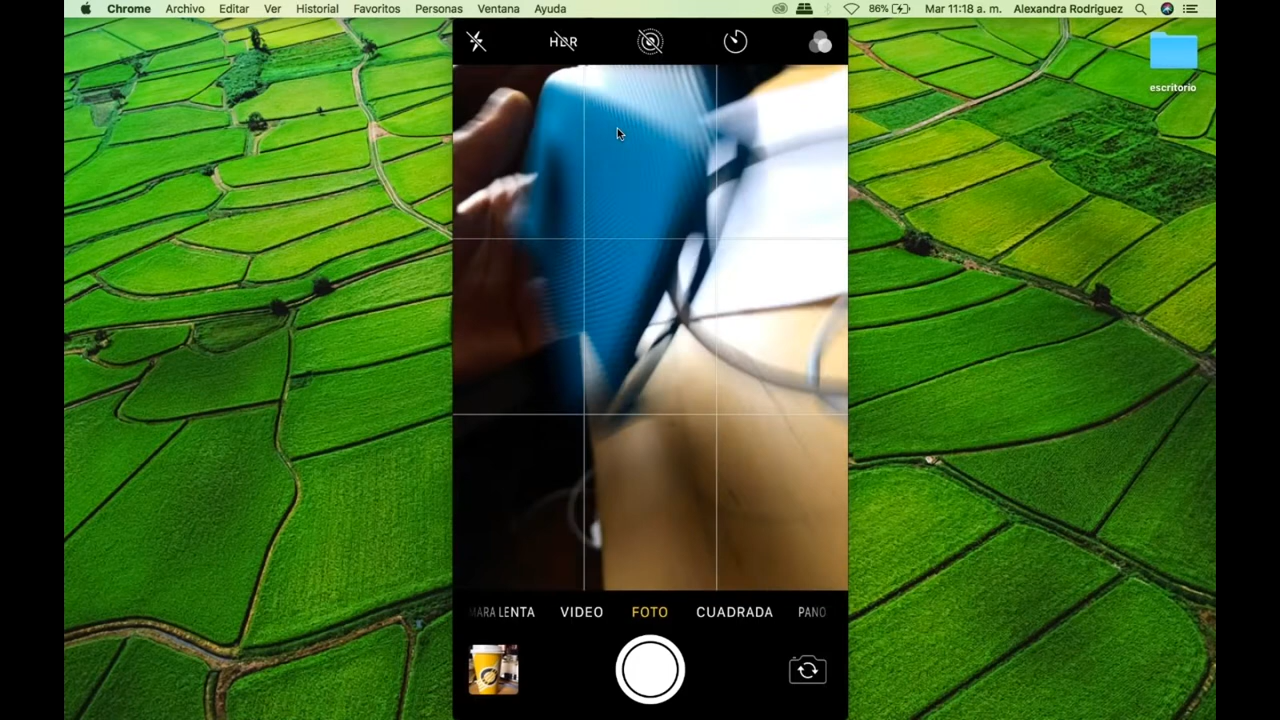 Chrome Archivo Editar Ver Historial Favoritos Personas Ventana Ayuda 86% Mar 11:18 a. m. Alexandra Rodriguez
escritorio
HDR
MARA LENTA VIDEO FOTO CUADRADA PANO